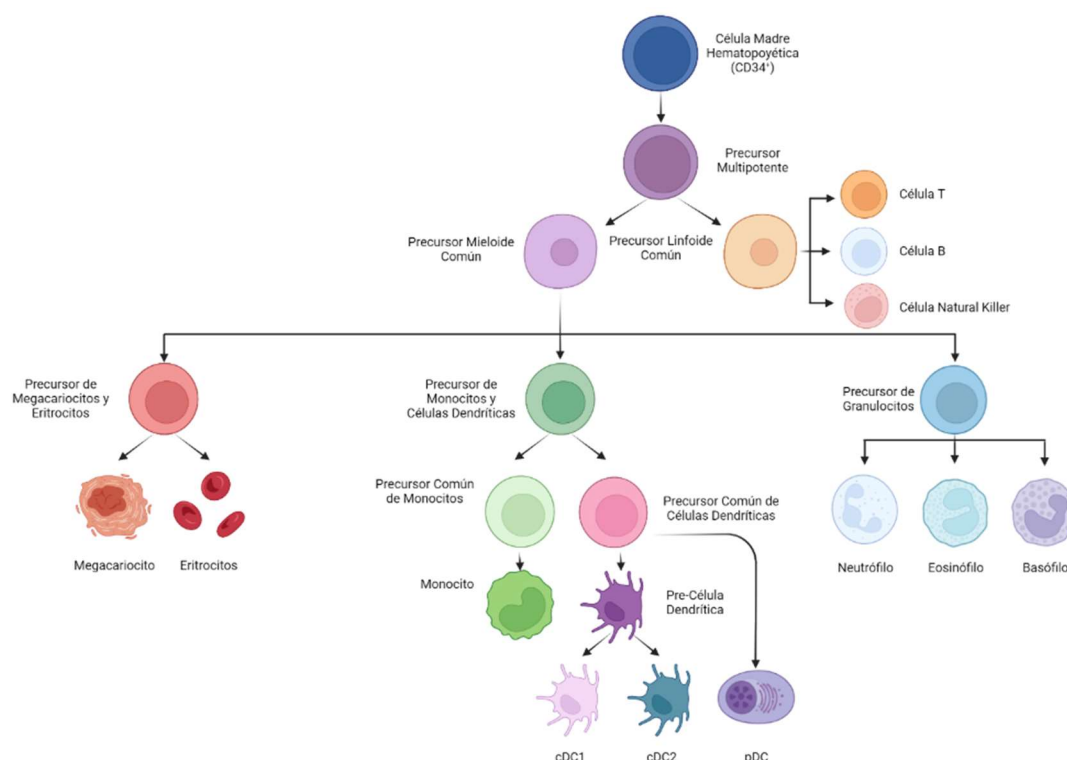 Célula Madre
Hematopoyética
(CD34⁺)
Precursor
Multipotente
Célula T
Precursor Mieloide
Común
Precursor Linfoide
Común
Célula B
Célula Natural Killer
Precursor de
Megacariocitos y
Eritrocitos
Precursor de
Monocitos y
Células Dendríticas
Precursor de
Granulocitos
Precursor Común
de Monocitos
Precursor Común de
Células Dendríticas
Megacariocito
Eritrocitos
Neutrófilo
Eosinófilo
Basófilo
Monocito
Pre-Célula
Dendrítica
cDC1
cDC2
pDC